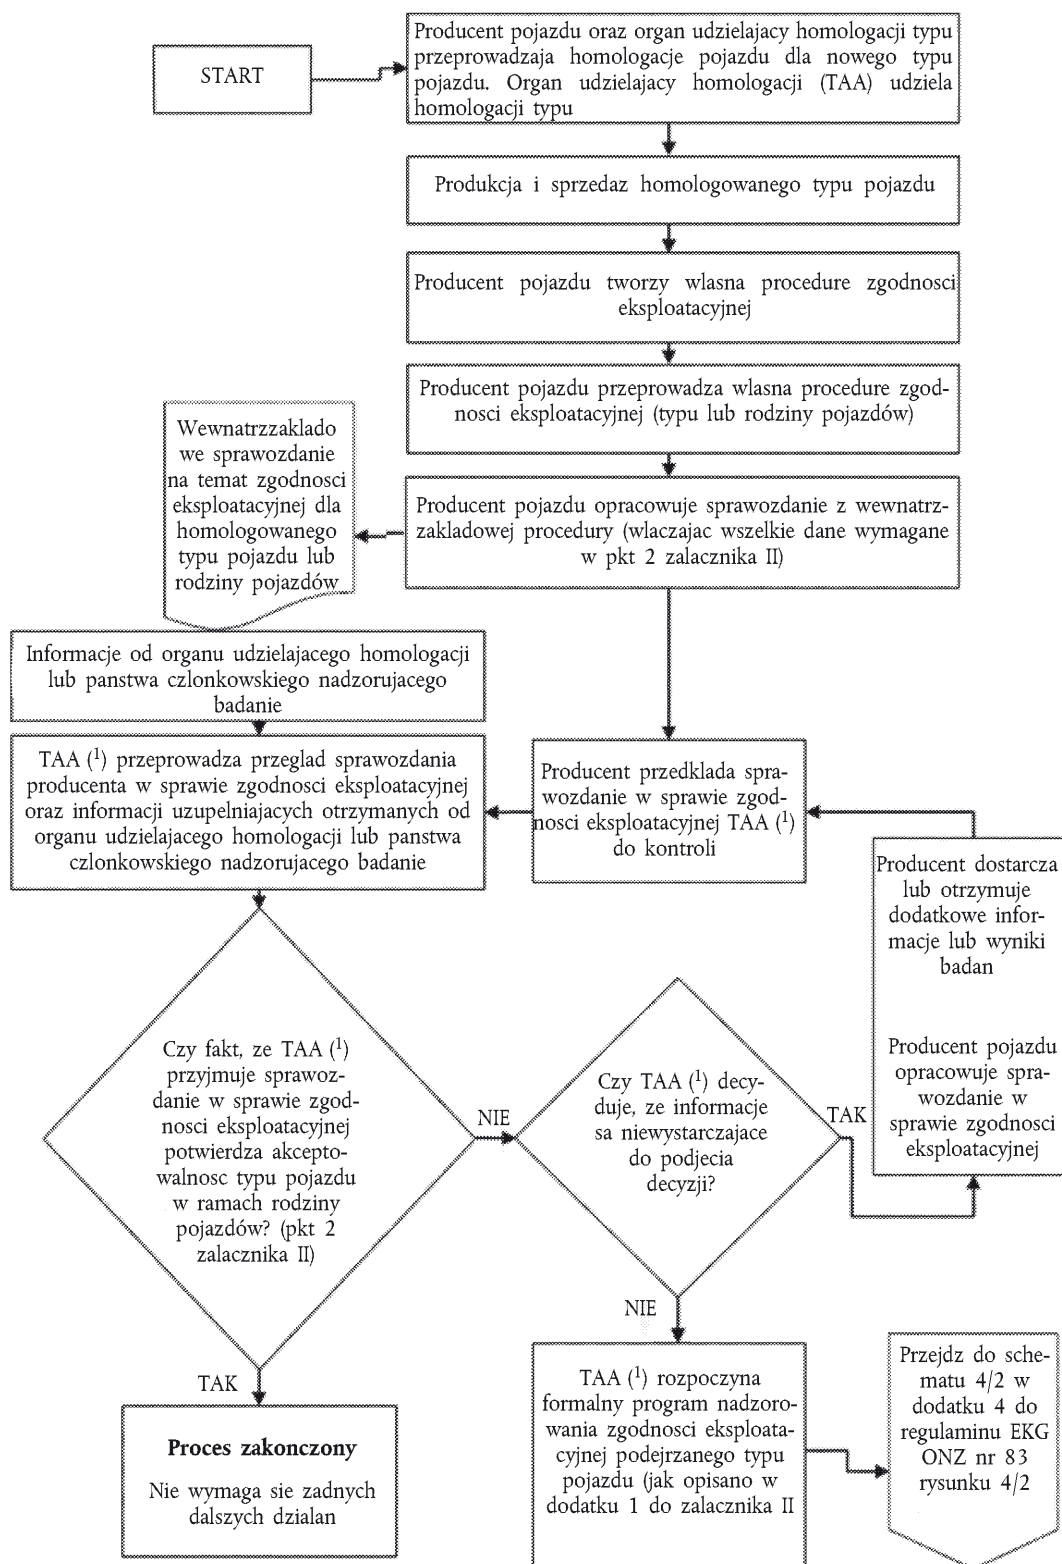 START
Producent pojazdu oraz organ udzielajacy homologacji typu
przeprowadzaja homologacje pojazdu dla nowego typu
pojazdu. Organ udzielajacy homologacji (TAA) udziela
homologacji typu
Produkcja i sprzedaz homologowanego typu pojazdu
Producent pojazdu tworzy wlasna procedure zgodnosci
eksploatacyjnej
Producent pojazdu przeprowadza wlasna procedure zgod-
nosci eksploatacyjnej (typu lub rodziny pojazdów)
Wewnatrzzaklado
we sprawozdanie
na temat zgodnosci
eksploatacyjnej dla
homologowanego
typu pojazdu lub
rodziny pojazdów
Producent pojazdu opracowuje sprawozdanie z wewnatrz-
zakladowej procedury (wlaczajac wszelkie dane wymagane
w pkt 2 zalacznika II)
Informacje od organu udzielajacego homologacji
lub panstwa czlonkowskiego nadzorujacego
badanie
TAA (¹) przeprowadza przeglad sprawozdania
producenta w sprawie zgodnosci eksploatacyjnej
oraz informacji uzupelniajacych otrzymanych od
organu udzielajacego homologacji lub panstwa
czlonkowskiego nadzorujacego badanie
Producent przedklada spra-
wozdanie w sprawie zgod-
nosci eksploatacyjnej TAA (¹)
do kontroli
Producent dostarcza
lub otrzymuje
dodatkowe infor-
macje lub wyniki
badan
Producent pojazdu
opracowuje spra-
wozdanie w
sprawie zgodnosci
eksploatacyjnej
Czy fakt, ze TAA (¹)
przyjmuje sprawoz-
danie w sprawie zgod-
nosci eksploatacyjnej
potwierdza akcepto-
walnosc typu pojazdu
w ramach rodziny
pojazdów? (pkt 2
zalacznika II)
NIE
Czy TAA (¹) decy-
duje, ze informacje
sa niewystarczajace
do podjecia
decyzji?
TAK
NIE
TAK
Proces zakonczony
Nie wymaga sie zadnych
dalszych dzialan
TAA (¹) rozpoczyna
formalny program nadzoro-
wania zgodnosci eksploata-
cyjnej podejrzanego typu
pojazdu (jak opisano w
dodatku 1 do zalacznika II
Przejdz do sche-
matu 4/2 w
dodatku 4 do
regulaminu EKG
ONZ nr 83
rysunku 4/2